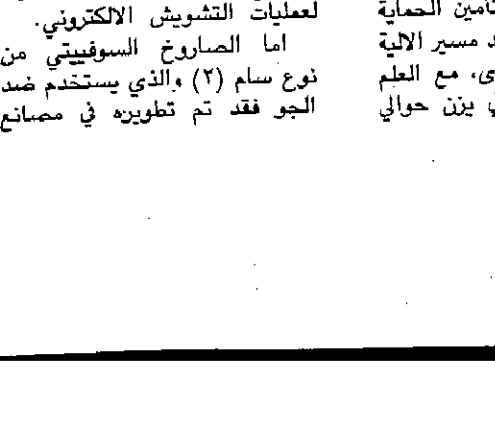 تأمين الحماية
مسير الالية
مع العلم
يزن حوالي
لعمليات التشويش الالكتروني.
اما الصاروخ السوفييتي من
نوع سام (٢) والذي يستخدم ضد
الجو فقد تم تطويره في مصانع